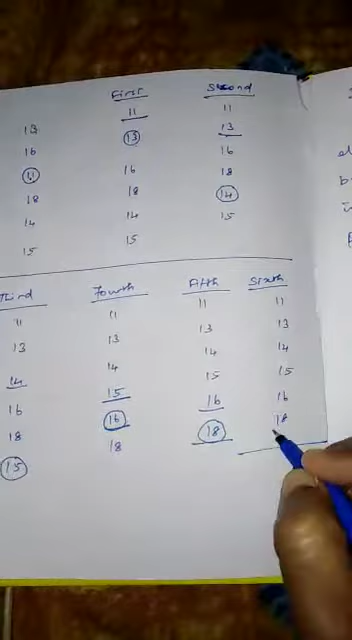 First Second
11 11
13 (13) 13
16 16
(11) 16 18
18 18 (14)
14 14 15
15 15
Third Fourth Fifth Sixth
11 11 11 11
13 13 13 13
14 14 14 14
15 15 15
16 (16) 16 16
18 18 (18) 18
(15)